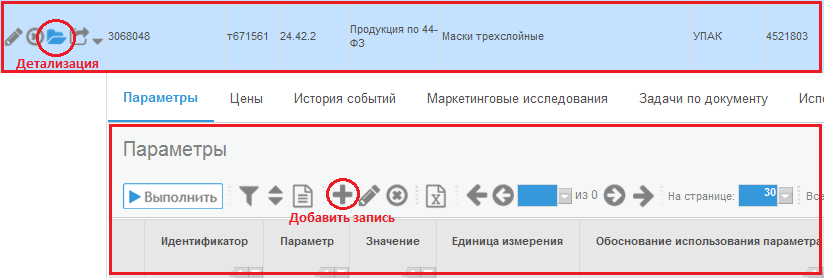 3068048 т671561 24.42.2 Продукция по 44-ФЗ Маски трехслойные УПАК 4521803
Детализация
Параметры Цены История событий Маркетинговые исследования Задачи по документу Испо
Параметры
Выполнить из 0 На странице: 30 Все
Добавить запись
Идентификатор Параметр Значение Единица измерения Обоснование использования параметра